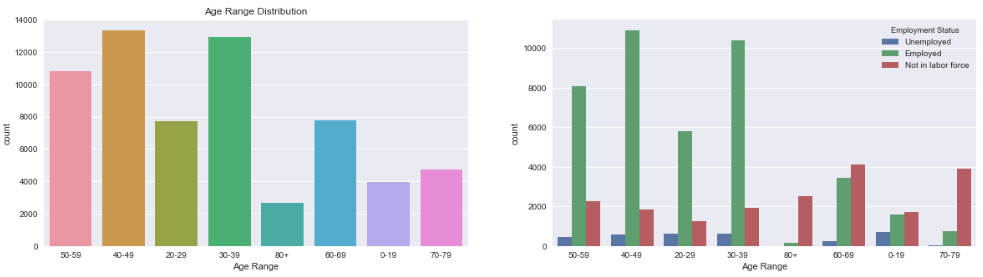 Age Range Distribution
14000
12000
10000
8000
6000
4000
2000
0
count
50-59 40-49 20-29 30-39 80+ 60-69 0-19 70-79
Age Range
Employment Status
Unemployed
Employed
Not in labor force
10000
8000
6000
4000
2000
0
count
50-59 40-49 20-29 30-39 80+ 60-69 0-19 70-79
Age Range